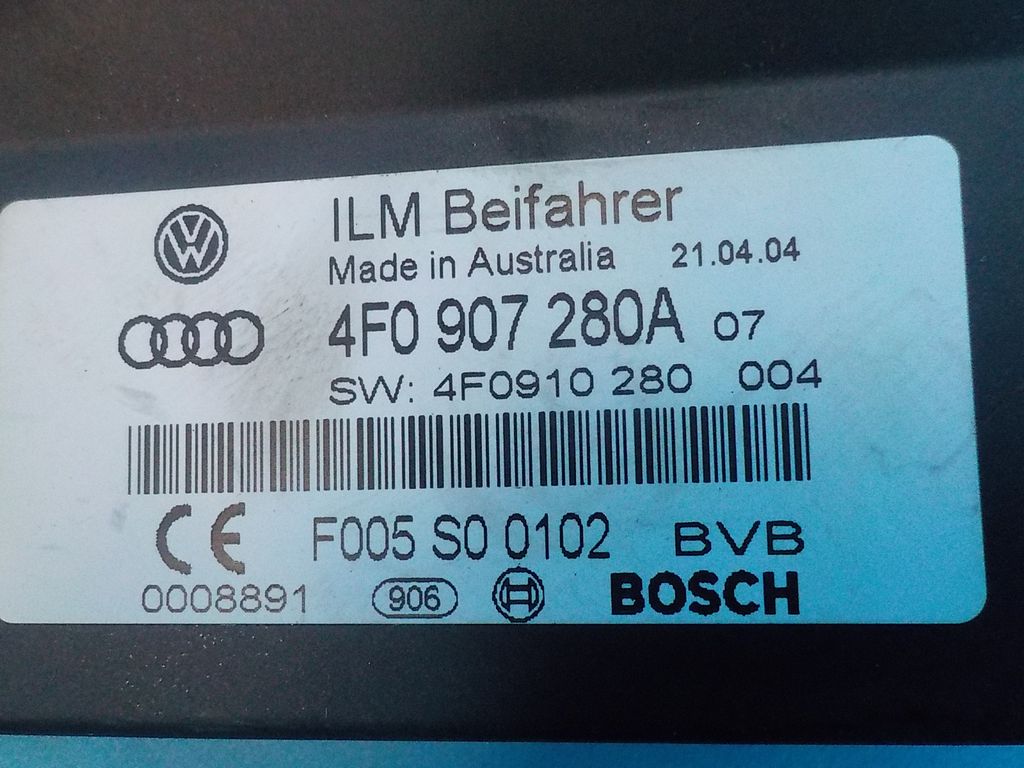 ILM Beifahrer
Made in Australia 21.04.04
4F0 907 280A 07
SW: 4F0910 280 004
CE F005 S0 0102 BVB
0008891 906 BOSCH